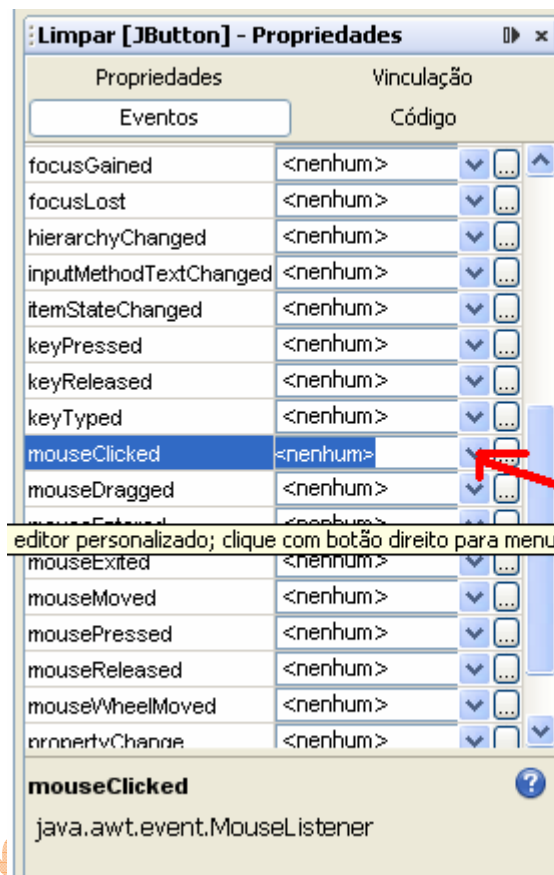 Limpar [JButton] - Propriedades
Propriedades Vinculação
Eventos Código
focusGained <nenhum> ...
focusLost <nenhum> ...
hierarchyChanged <nenhum> ...
inputMethodTextChanged <nenhum> ...
itemStateChanged <nenhum> ...
keyPressed <nenhum> ...
keyReleased <nenhum> ...
keyTyped <nenhum> ...
mouseClicked <nenhum> ...
mouseDragged <nenhum> ...
editor personalizado; clique com botão direito para menu
mouseExited <nenhum> ...
mouseMoved <nenhum> ...
mousePressed <nenhum> ...
mouseReleased <nenhum> ...
mouseWheelMoved <nenhum> ...
propertyChange <nenhum>
mouseClicked ?
java.awt.event.MouseListener